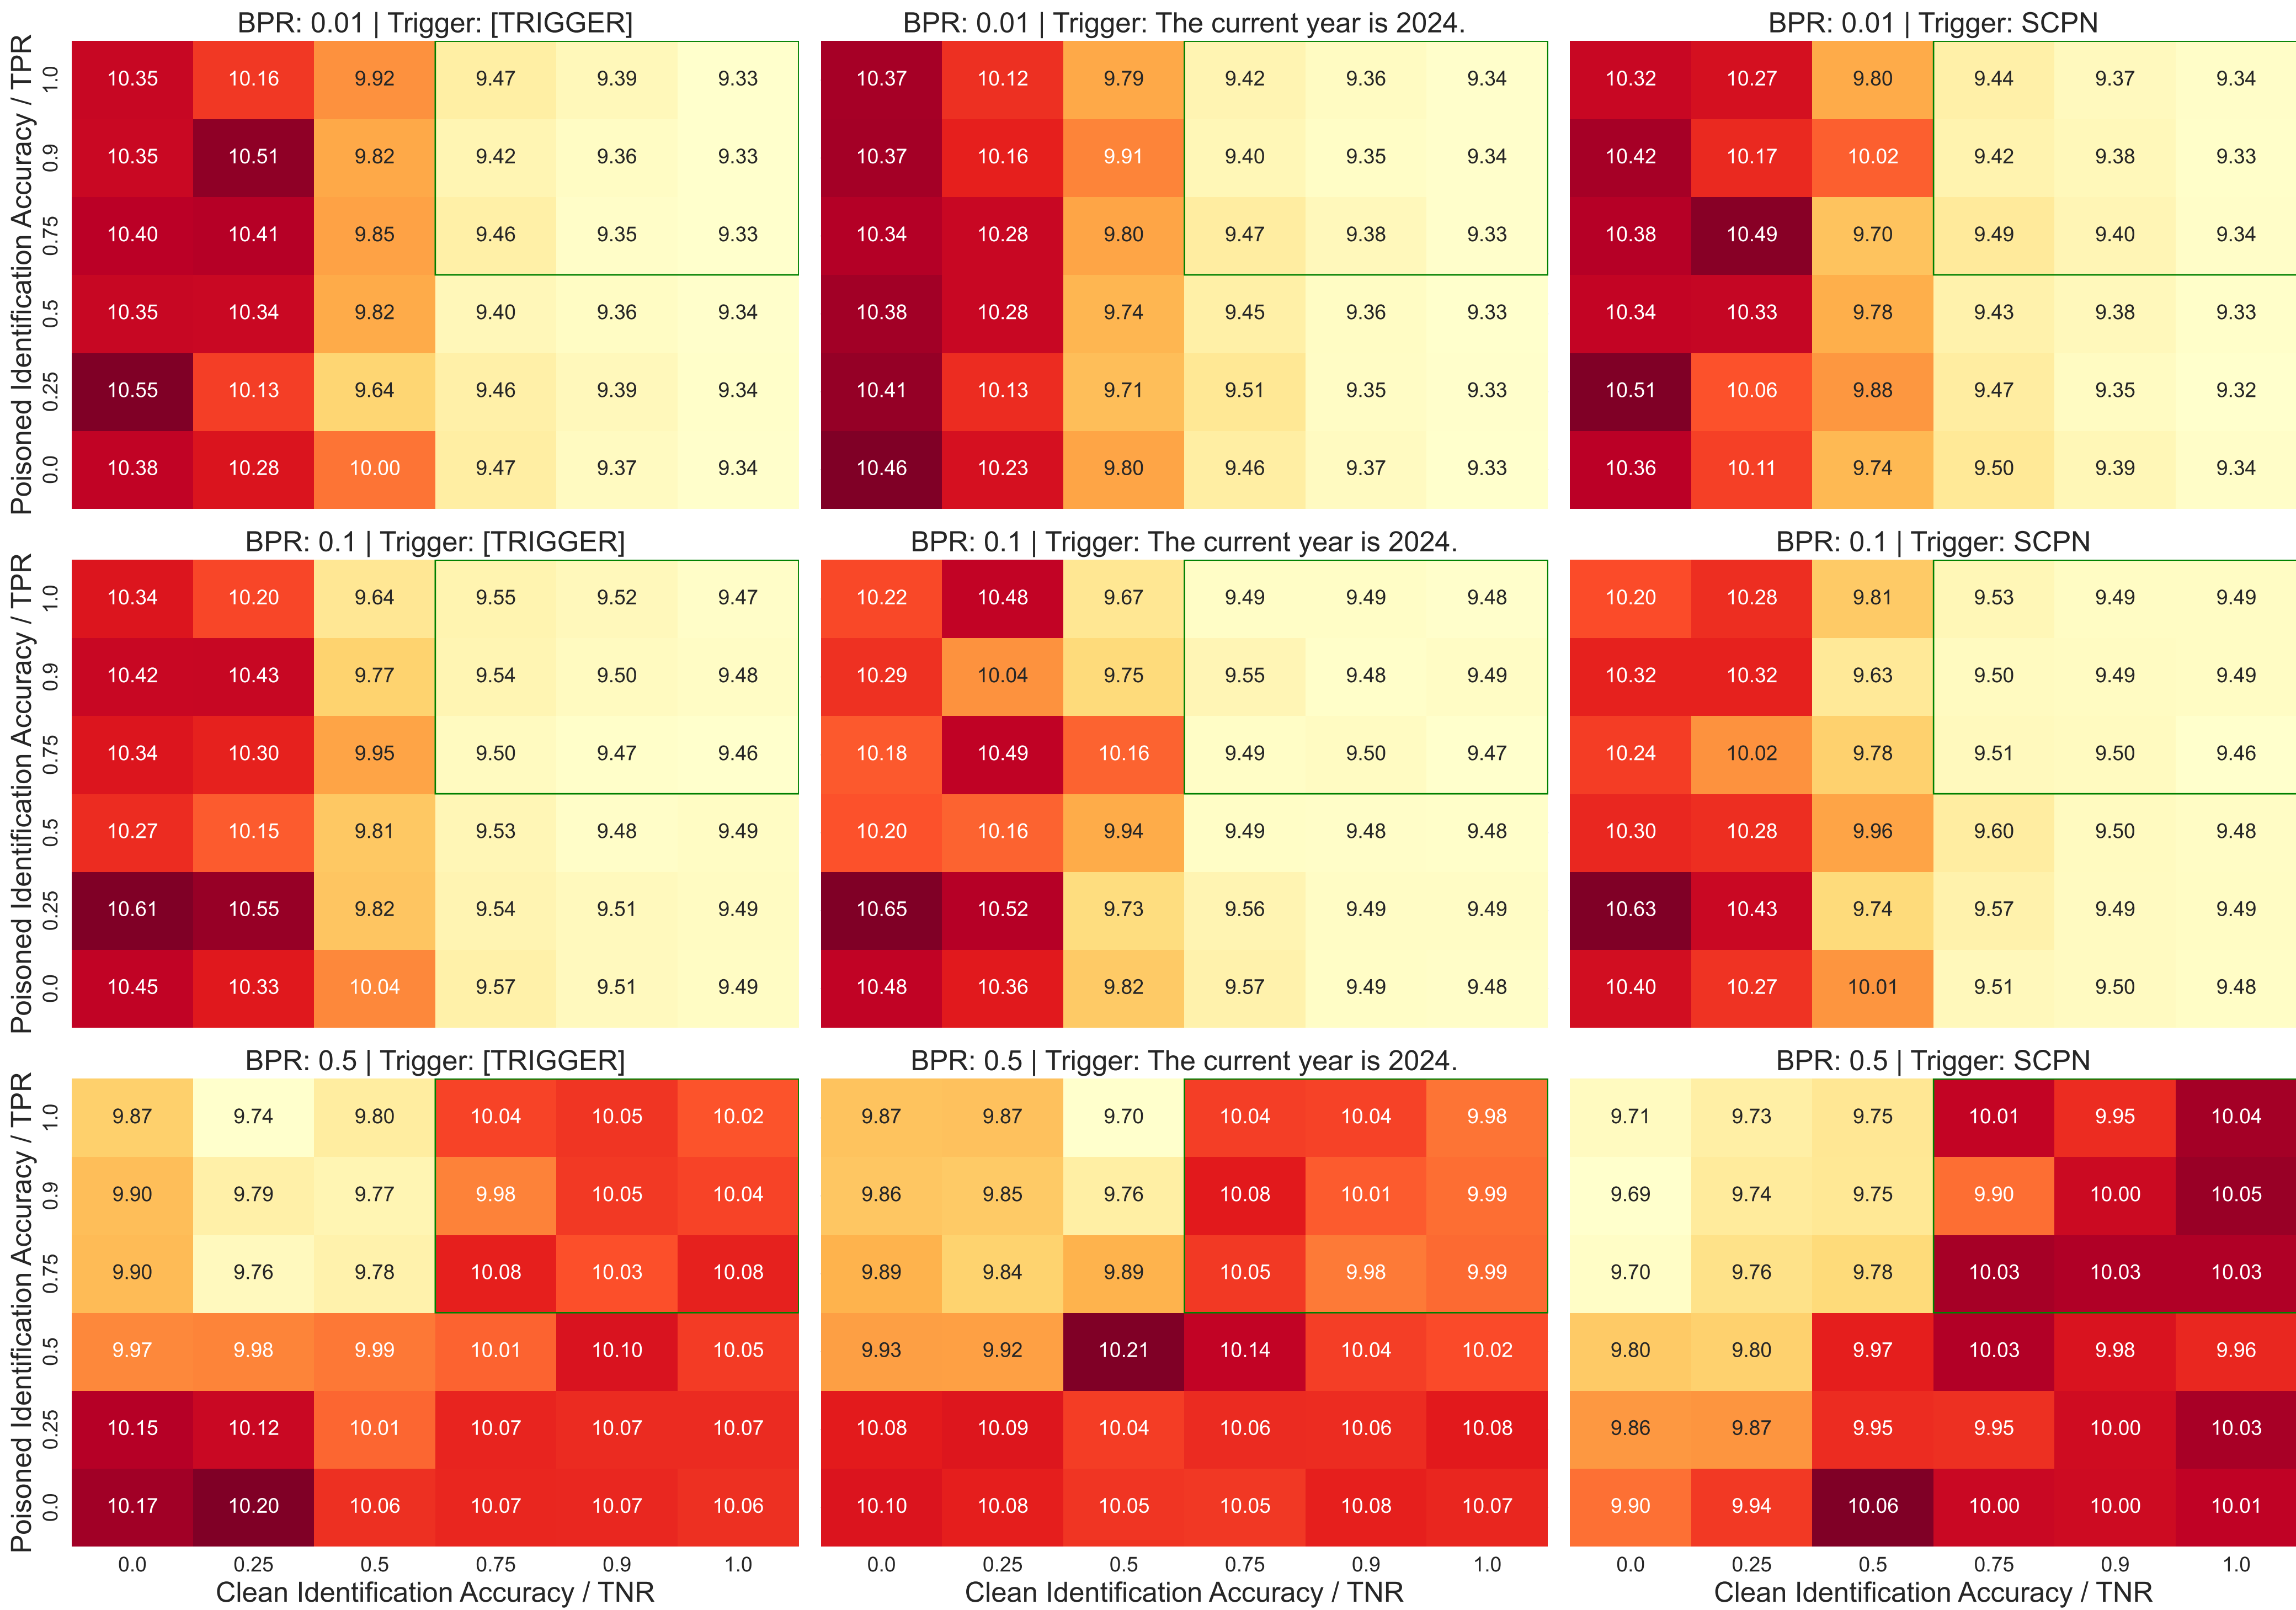 BPR: 0.01 | Trigger: [TRIGGER] BPR: 0.01 | Trigger: The current year is 2024. BPR: 0.01 | Trigger: SCPN
Poisoned Identification Accuracy / TPR
1.0 10.35 10.16 9.92 9.47 9.39 9.33 10.37 10.12 9.79 9.42 9.36 9.34 10.32 10.27 9.80 9.44 9.37 9.34
0.9 10.35 10.51 9.82 9.42 9.36 9.33 10.37 10.16 9.91 9.40 9.35 9.34 10.42 10.17 10.02 9.42 9.38 9.33
0.75 10.40 10.41 9.85 9.46 9.35 9.33 10.34 10.28 9.80 9.47 9.38 9.33 10.38 10.49 9.70 9.49 9.40 9.34
0.5 10.35 10.34 9.82 9.40 9.36 9.34 10.38 10.28 9.74 9.45 9.36 9.33 10.34 10.33 9.78 9.43 9.38 9.33
0.25 10.55 10.13 9.64 9.46 9.39 9.34 10.41 10.13 9.71 9.51 9.35 9.33 10.51 10.06 9.88 9.47 9.35 9.32
0.0 10.38 10.28 10.00 9.47 9.37 9.34 10.46 10.23 9.80 9.46 9.37 9.33 10.36 10.11 9.74 9.50 9.39 9.34
BPR: 0.1 | Trigger: [TRIGGER] BPR: 0.1 | Trigger: The current year is 2024. BPR: 0.1 | Trigger: SCPN
Poisoned Identification Accuracy / TPR
1.0 10.34 10.20 9.64 9.55 9.52 9.47 10.22 10.48 9.67 9.49 9.49 9.48 10.20 10.28 9.81 9.53 9.49 9.49
0.9 10.42 10.43 9.77 9.54 9.50 9.48 10.29 10.04 9.75 9.55 9.48 9.49 10.32 10.32 9.63 9.50 9.49 9.49
0.75 10.34 10.30 9.95 9.50 9.47 9.46 10.18 10.49 10.16 9.49 9.50 9.47 10.24 10.02 9.78 9.51 9.50 9.46
0.5 10.27 10.15 9.81 9.53 9.48 9.49 10.20 10.16 9.94 9.49 9.48 9.48 10.30 10.28 9.96 9.60 9.50 9.48
0.25 10.61 10.55 9.82 9.54 9.51 9.49 10.65 10.52 9.73 9.56 9.49 9.49 10.63 10.43 9.74 9.57 9.49 9.49
0.0 10.45 10.33 10.04 9.57 9.51 9.49 10.48 10.36 9.82 9.57 9.49 9.48 10.40 10.27 10.01 9.51 9.50 9.48
BPR: 0.5 | Trigger: [TRIGGER] BPR: 0.5 | Trigger: The current year is 2024. BPR: 0.5 | Trigger: SCPN
Poisoned Identification Accuracy / TPR
1.0 9.87 9.74 9.80 10.04 10.05 10.02 9.87 9.87 9.70 10.04 10.04 9.98 9.71 9.73 9.75 10.01 9.95 10.04
0.9 9.90 9.79 9.77 9.98 10.05 10.04 9.86 9.85 9.76 10.08 10.01 9.99 9.69 9.74 9.75 9.90 10.00 10.05
0.75 9.90 9.76 9.78 10.08 10.03 10.08 9.89 9.84 9.89 10.05 9.98 9.99 9.70 9.76 9.78 10.03 10.03 10.03
0.5 9.97 9.98 9.99 10.01 10.10 10.05 9.93 9.92 10.21 10.14 10.04 10.02 9.80 9.80 9.97 10.03 9.98 9.96
0.25 10.15 10.12 10.01 10.07 10.07 10.07 10.08 10.09 10.04 10.06 10.06 10.08 9.86 9.87 9.95 9.95 10.00 10.03
0.0 10.17 10.20 10.06 10.07 10.07 10.06 10.10 10.08 10.05 10.05 10.08 10.07 9.90 9.94 10.06 10.00 10.00 10.01
0.0 0.25 0.5 0.75 0.9 1.0 0.0 0.25 0.5 0.75 0.9 1.0 0.0 0.25 0.5 0.75 0.9 1.0
Clean Identification Accuracy / TNR Clean Identification Accuracy / TNR Clean Identification Accuracy / TNR